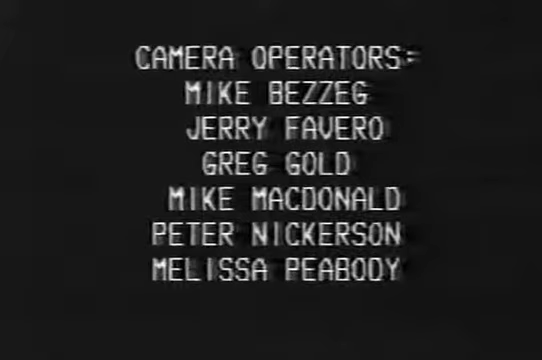 CAMERA OPERATORS:
MIKE BEZZEG
JERRY FAVERO
GREG GOLD
MIKE MACDONALD
PETER NICKERSON
MELISSA PEABODY